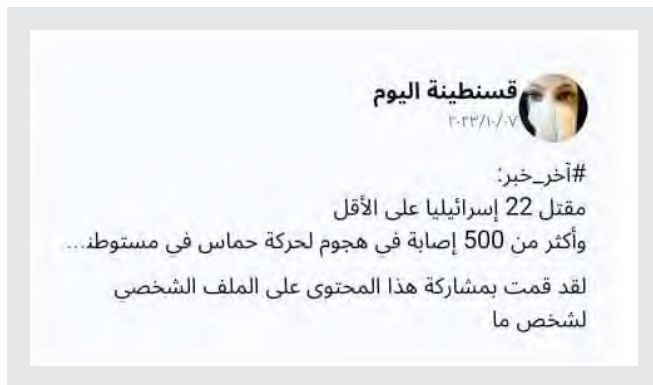 قسنطينة اليوم
٢٠٢٣/١٠/٠٧
#آخر_خبر:
مقتل 22 إسرائيليا على الأقل
وأكثر من 500 إصابة في هجوم لحركة حماس في مستوطنـ...
لقد قمت بمشاركة هذا المحتوى على الملف الشخصي
لشخص ما